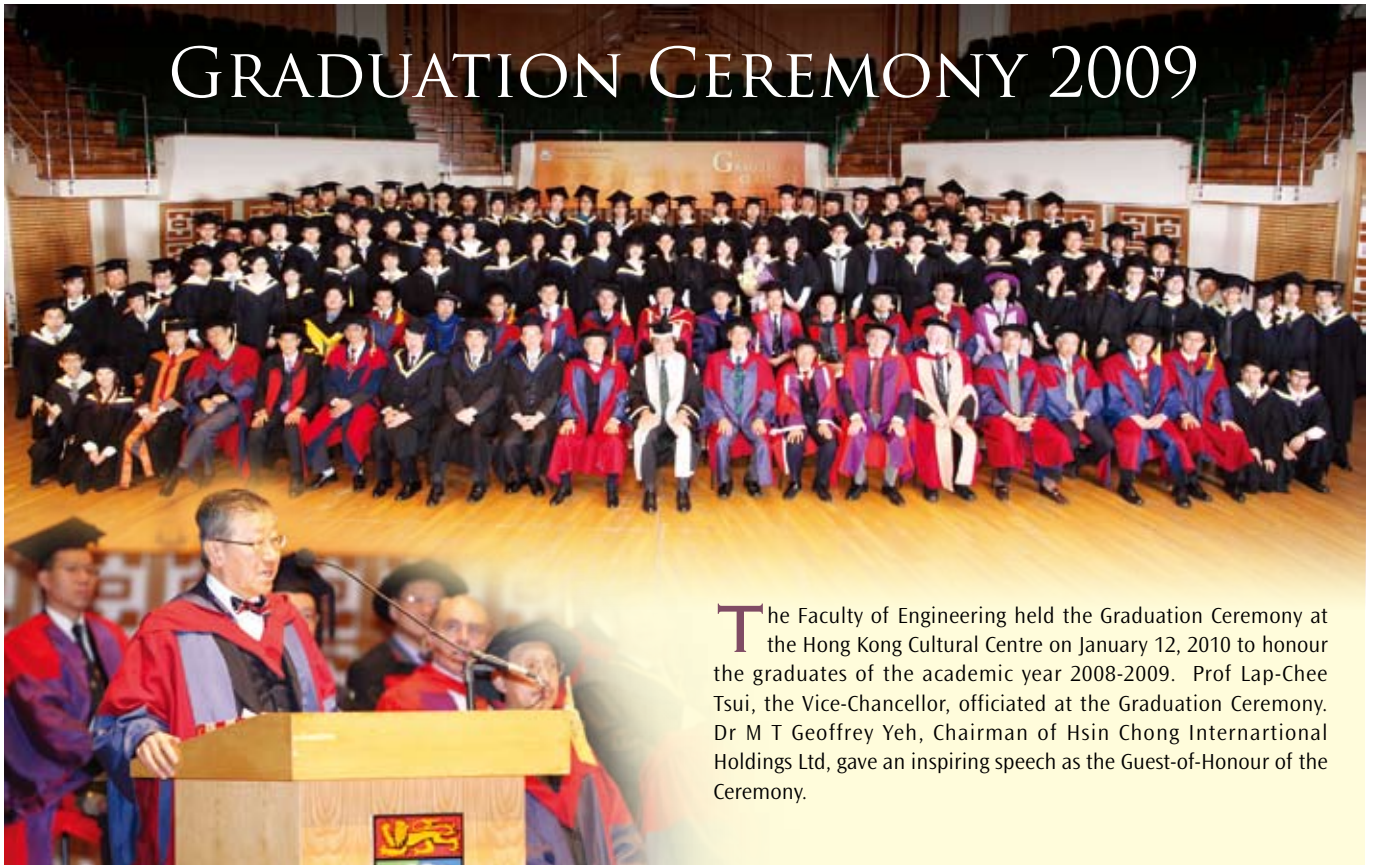 GRADUATION CEREMONY 2009
The Faculty of Engineering held the Graduation Ceremony at
the Hong Kong Cultural Centre on January 12, 2010 to honour
the graduates of the academic year 2008-2009. Prof Lap-Chee
Tsui, the Vice-Chancellor, officiated at the Graduation Ceremony.
Dr M T Geoffrey Yeh, Chairman of Hsin Chong Internartional
Holdings Ltd, gave an inspiring speech as the Guest-of-Honour of the
Ceremony.